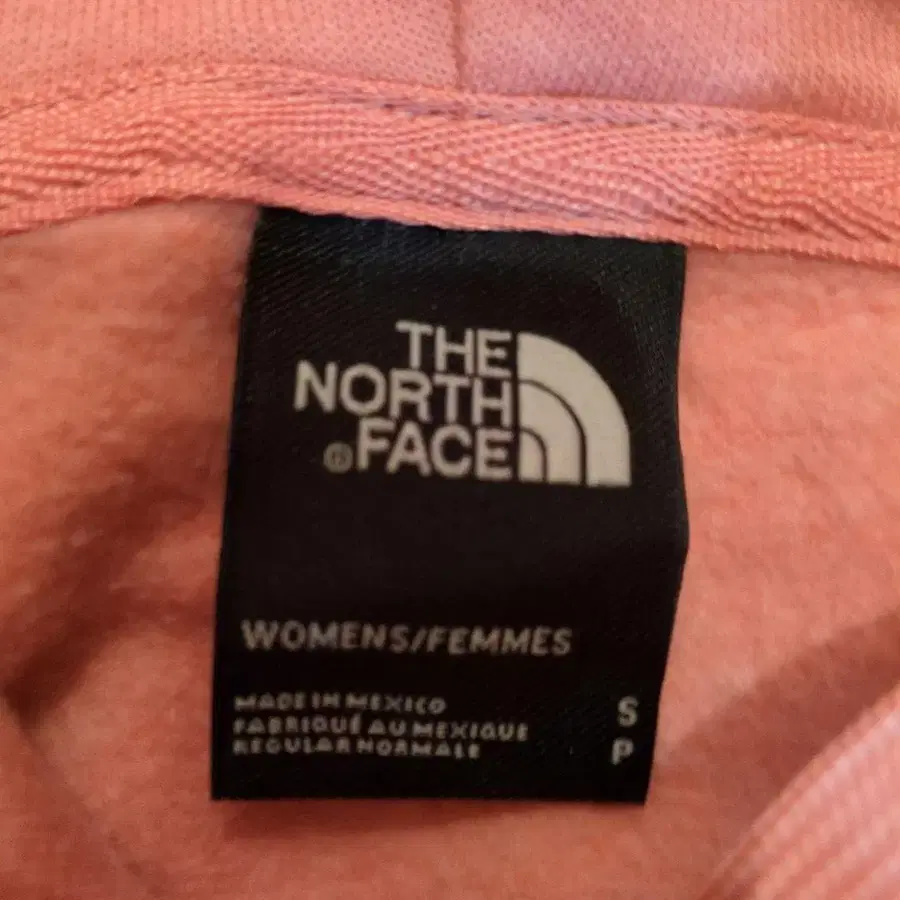 THE
NORTH
®FACE
WOMENS/FEMMES
MADE IN MEXICO
FABRIQUÉ AU MEXIQUE
REGULAR NORMALE
S
P